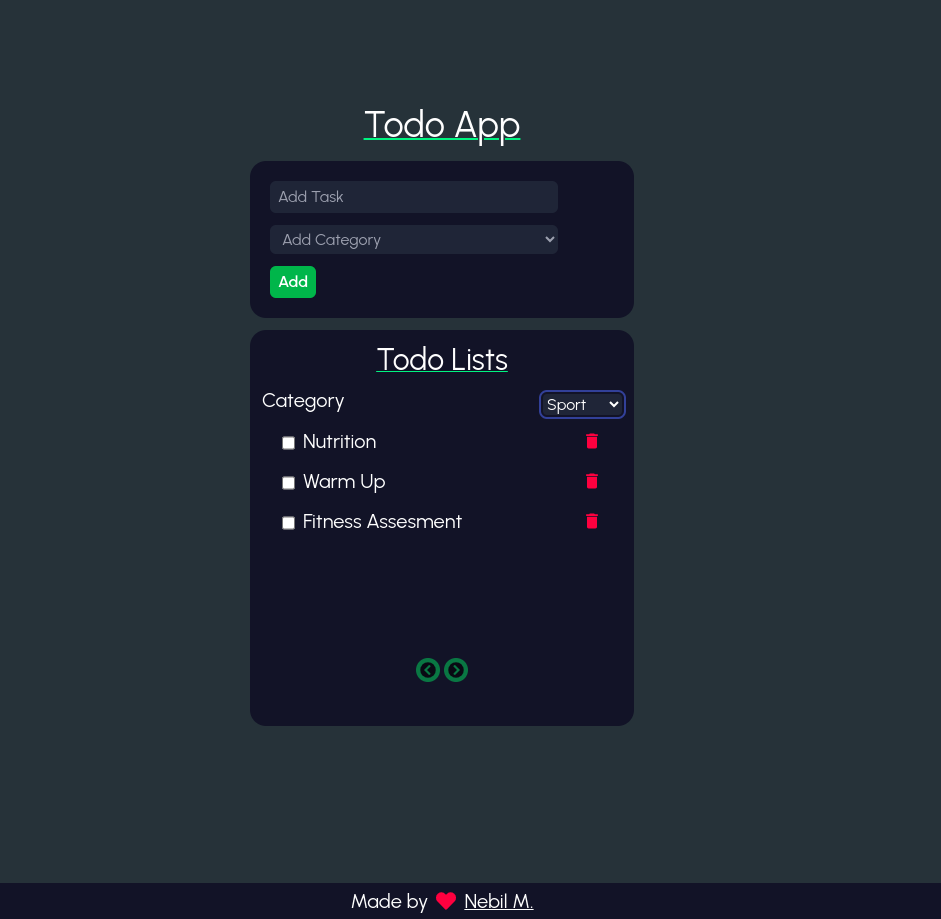 Todo App
Add Task
Add Category
Add
Todo Lists
Category Sport
Nutrition
Warm Up
Fitness Assesment
Made by Nebil M.